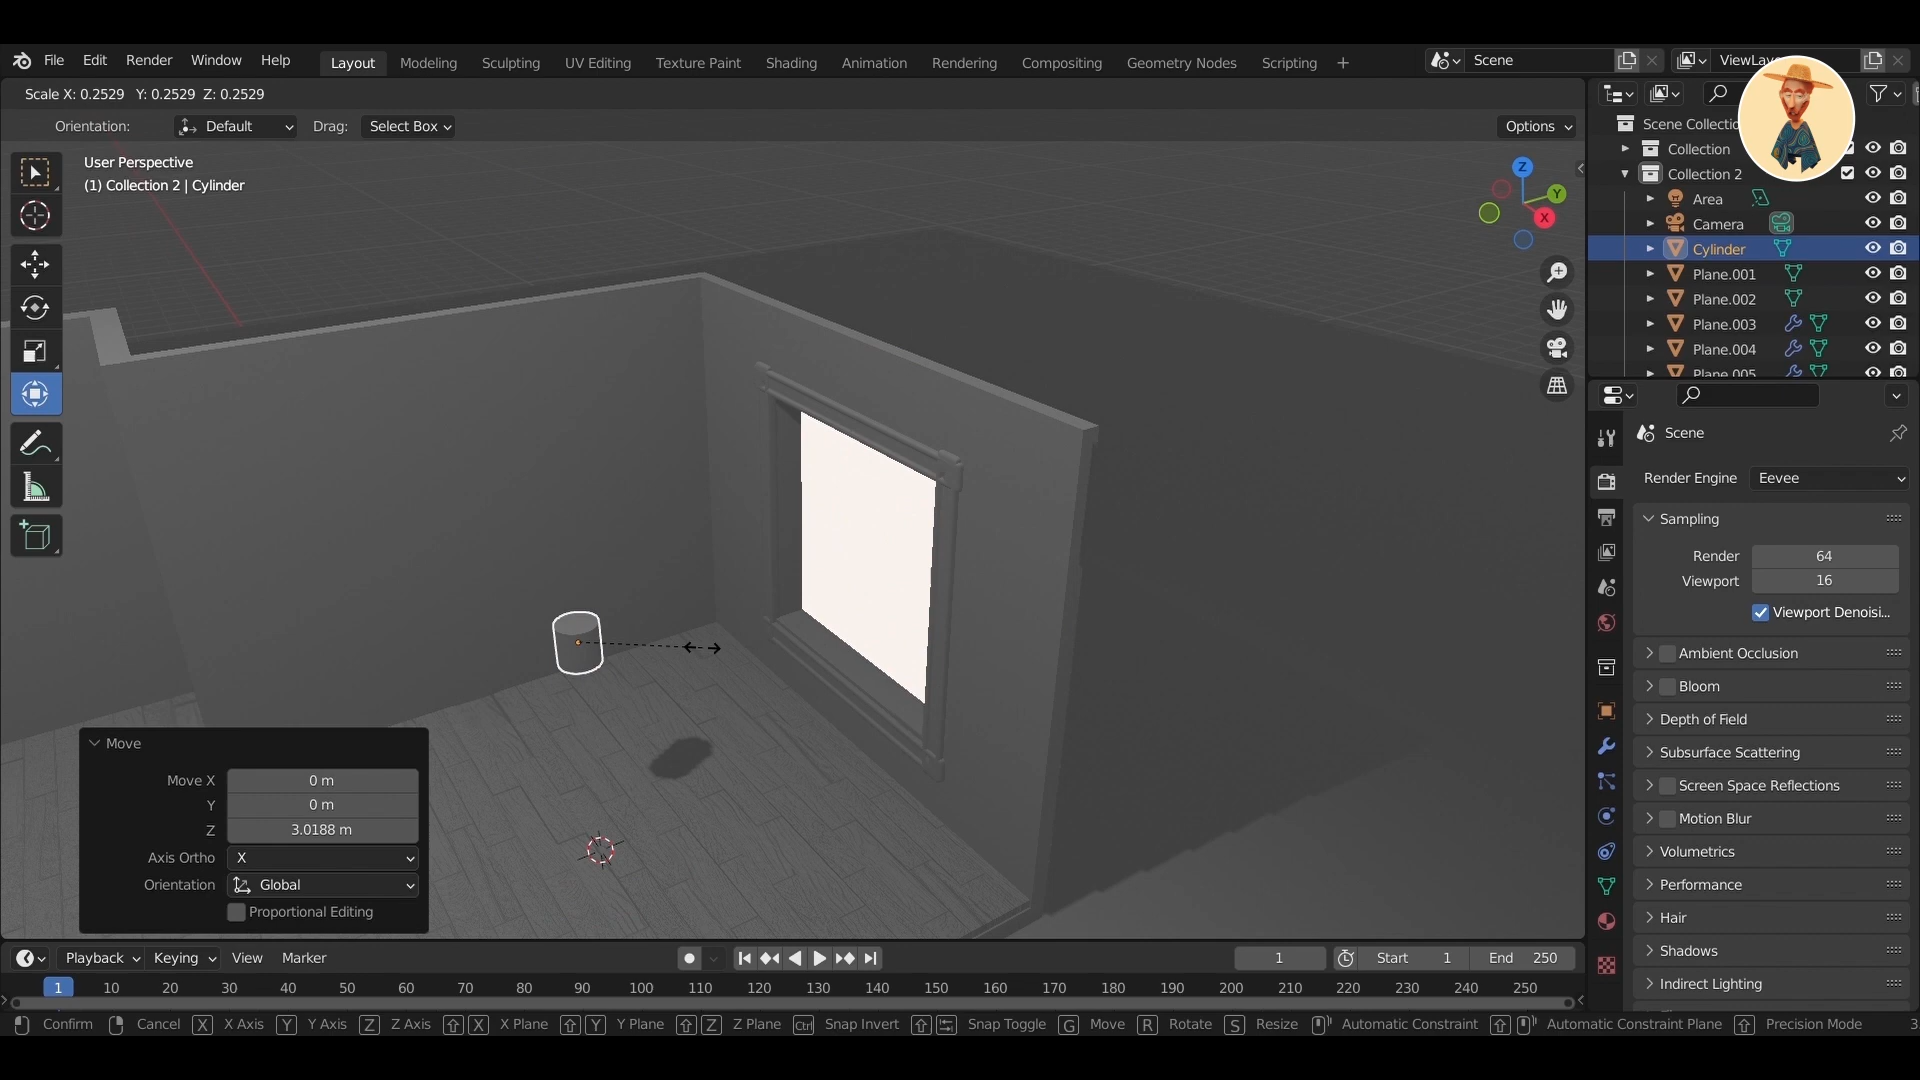 File Edit Render Window Help Layout Modeling Sculpting UV Editing Texture Paint Shading Animation Rendering Compositing Geometry Nodes Scripting + Scene ViewLay
Scale X: 0.2529 Y: 0.2529 Z: 0.2529
Orientation: Default Drag: Select Box Options
User Perspective
(1) Collection 2 | Cylinder
Z
Y
X
Scene Collectio
Collection
Collection 2
Area
Camera
Cylinder
Plane.001
Plane.002
Plane.003
Plane.004
Plane.005
Scene
Render Engine Eevee
Sampling
Render 64
Viewport 16
Viewport Denoisi...
Ambient Occlusion
Bloom
Depth of Field
Subsurface Scattering
Screen Space Reflections
Motion Blur
Volumetrics
Performance
Hair
Shadows
Indirect Lighting
Move
Move X 0 m
Y 0 m
Z 3.0188 m
Axis Ortho X
Orientation Global
Proportional Editing
Playback Keying View Marker 1 Start 1 End 250
1 10 20 30 40 50 60 70 80 90 100 110 120 130 140 150 160 170 180 190 200 210 220 230 240 250
Confirm Cancel X X Axis Y Y Axis Z Z Axis X X Plane Y Y Plane Z Z Plane Ctrl Snap Invert Snap Toggle G Move R Rotate S Resize Automatic Constraint Automatic Constraint Plane Precision Mode